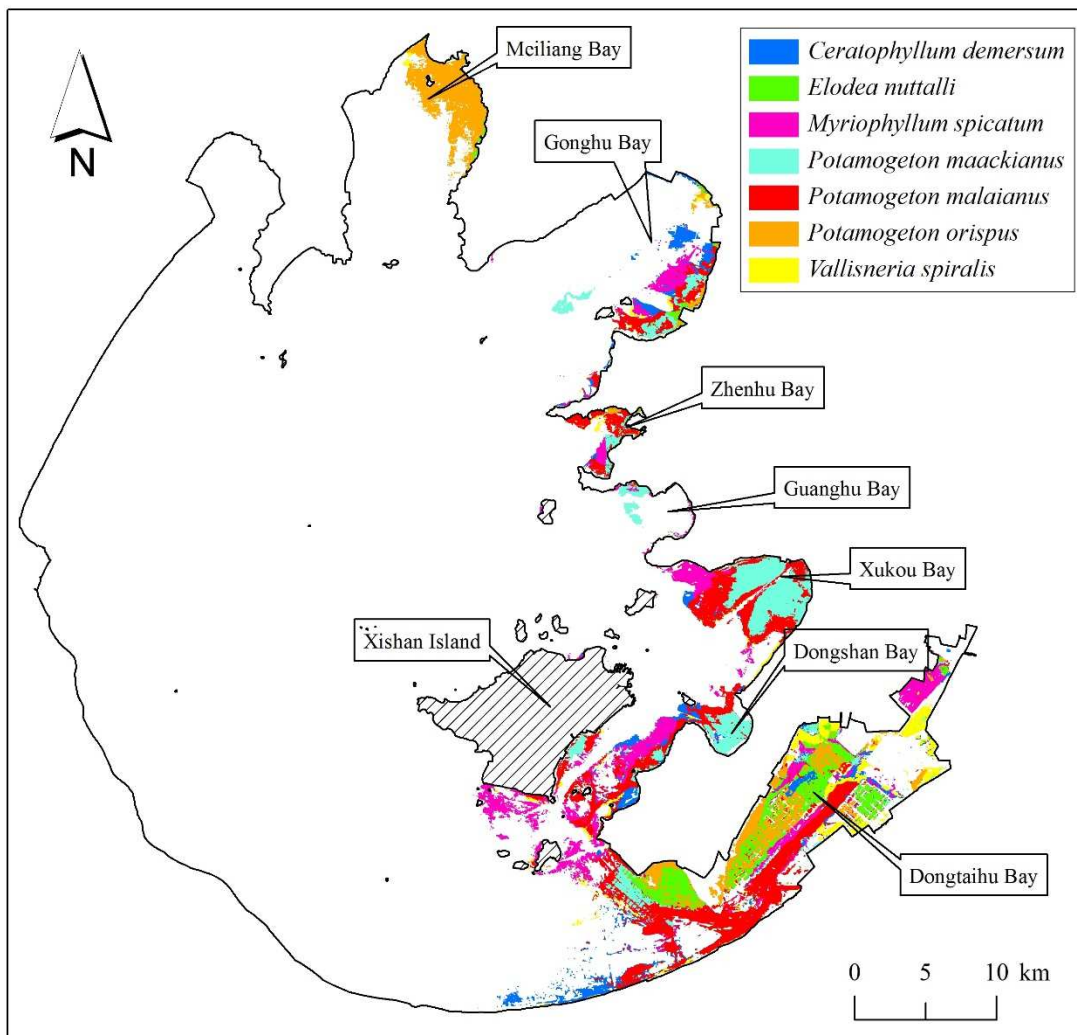 Meiliang Bay
Gonghu Bay
Zhenhu Bay
Guanghu Bay
Xukou Bay
Xishan Island
Dongshan Bay
Dongtaihu Bay
N
Ceratophyllum demersum
Elodea nuttalli
Myriophyllum spicatum
Potamogeton maackianus
Potamogeton malaianus
Potamogeton orispus
Vallisneria spiralis
0 5 10 km